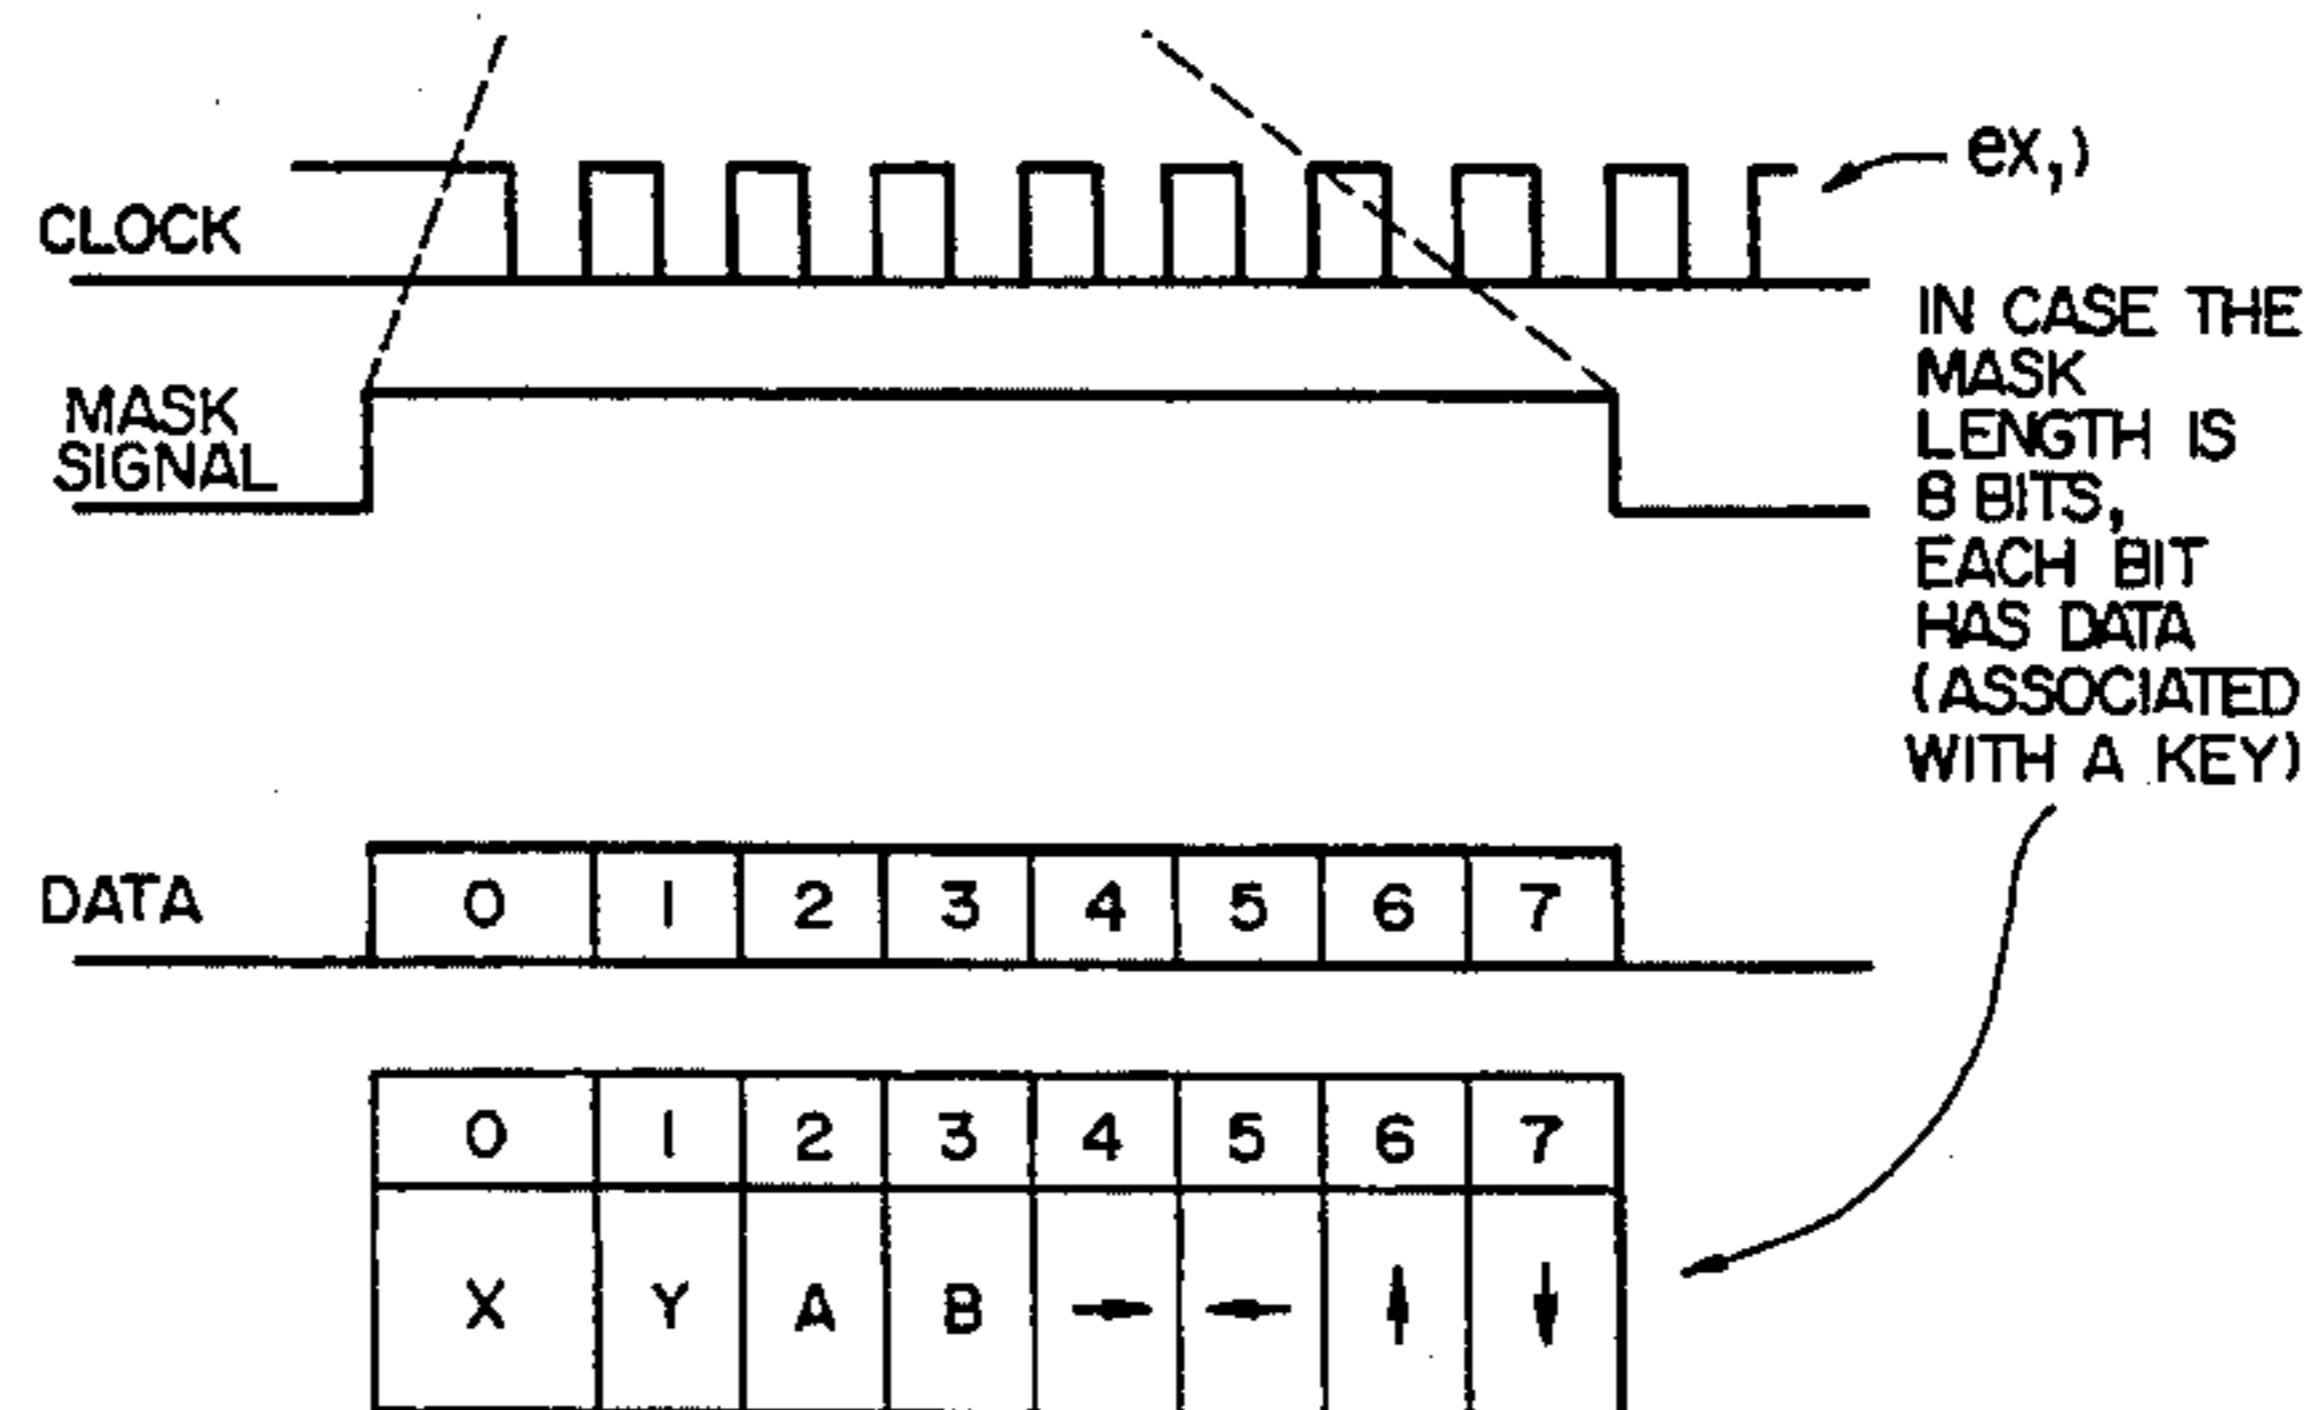 ex,)
CLOCK
IN CASE THE
MASK
LENGTH IS
8 BITS,
EACH BIT
HAS DATA
(ASSOCIATED
WITH A KEY)
MASK
SIGNAL
DATA
0 1 2 3 4 5 6 7
0 1 2 3 4 5 6 7
X Y A B → ← ↑ ↓